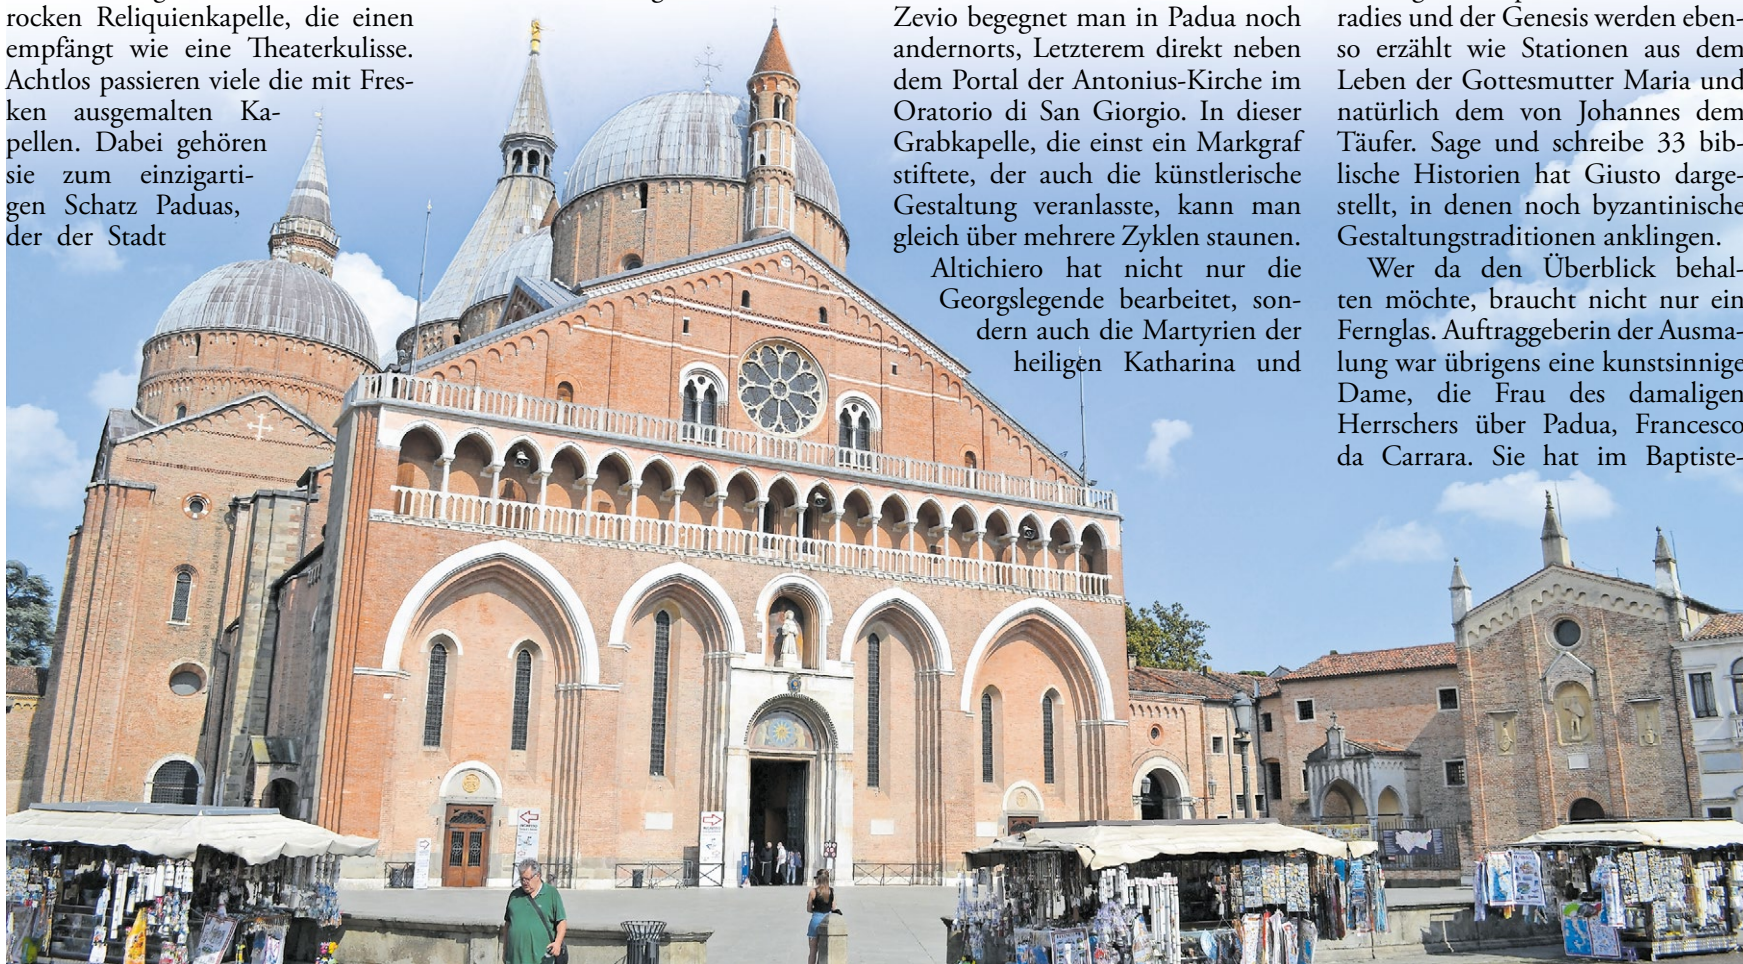 rocken Reliquienkapelle, die einen
empfängt wie eine Theaterkulisse.
Achtlos passieren viele die mit Fres-
ken ausgemalten Ka-
pellen. Dabei gehören
sie zum einzigarti-
gen Schatz Paduas,
der der Stadt
Zevio begegnet man in Padua noch
andernorts, Letzterem direkt neben
dem Portal der Antonius-Kirche im
Oratorio di San Giorgio. In dieser
Grabkapelle, die einst ein Markgraf
stiftete, der auch die künstlerische
Gestaltung veranlasste, kann man
gleich über mehrere Zyklen staunen.
Altichiero hat nicht nur die
Georgslegende bearbeitet, son-
dern auch die Martyrien der
heiligen Katharina und
radies und der Genesis werden eben-
so erzählt wie Stationen aus dem
Leben der Gottesmutter Maria und
natürlich dem von Johannes dem
Täufer. Sage und schreibe 33 bib-
lische Historien hat Giusto darge-
stellt, in denen noch byzantinische
Gestaltungstraditionen anklingen.
Wer da den Überblick behal-
ten möchte, braucht nicht nur ein
Fernglas. Auftraggeberin der Ausma-
lung war übrigens eine kunstsinnige
Dame, die Frau des damaligen
Herrschers über Padua, Francesco
da Carrara. Sie hat im Baptiste-